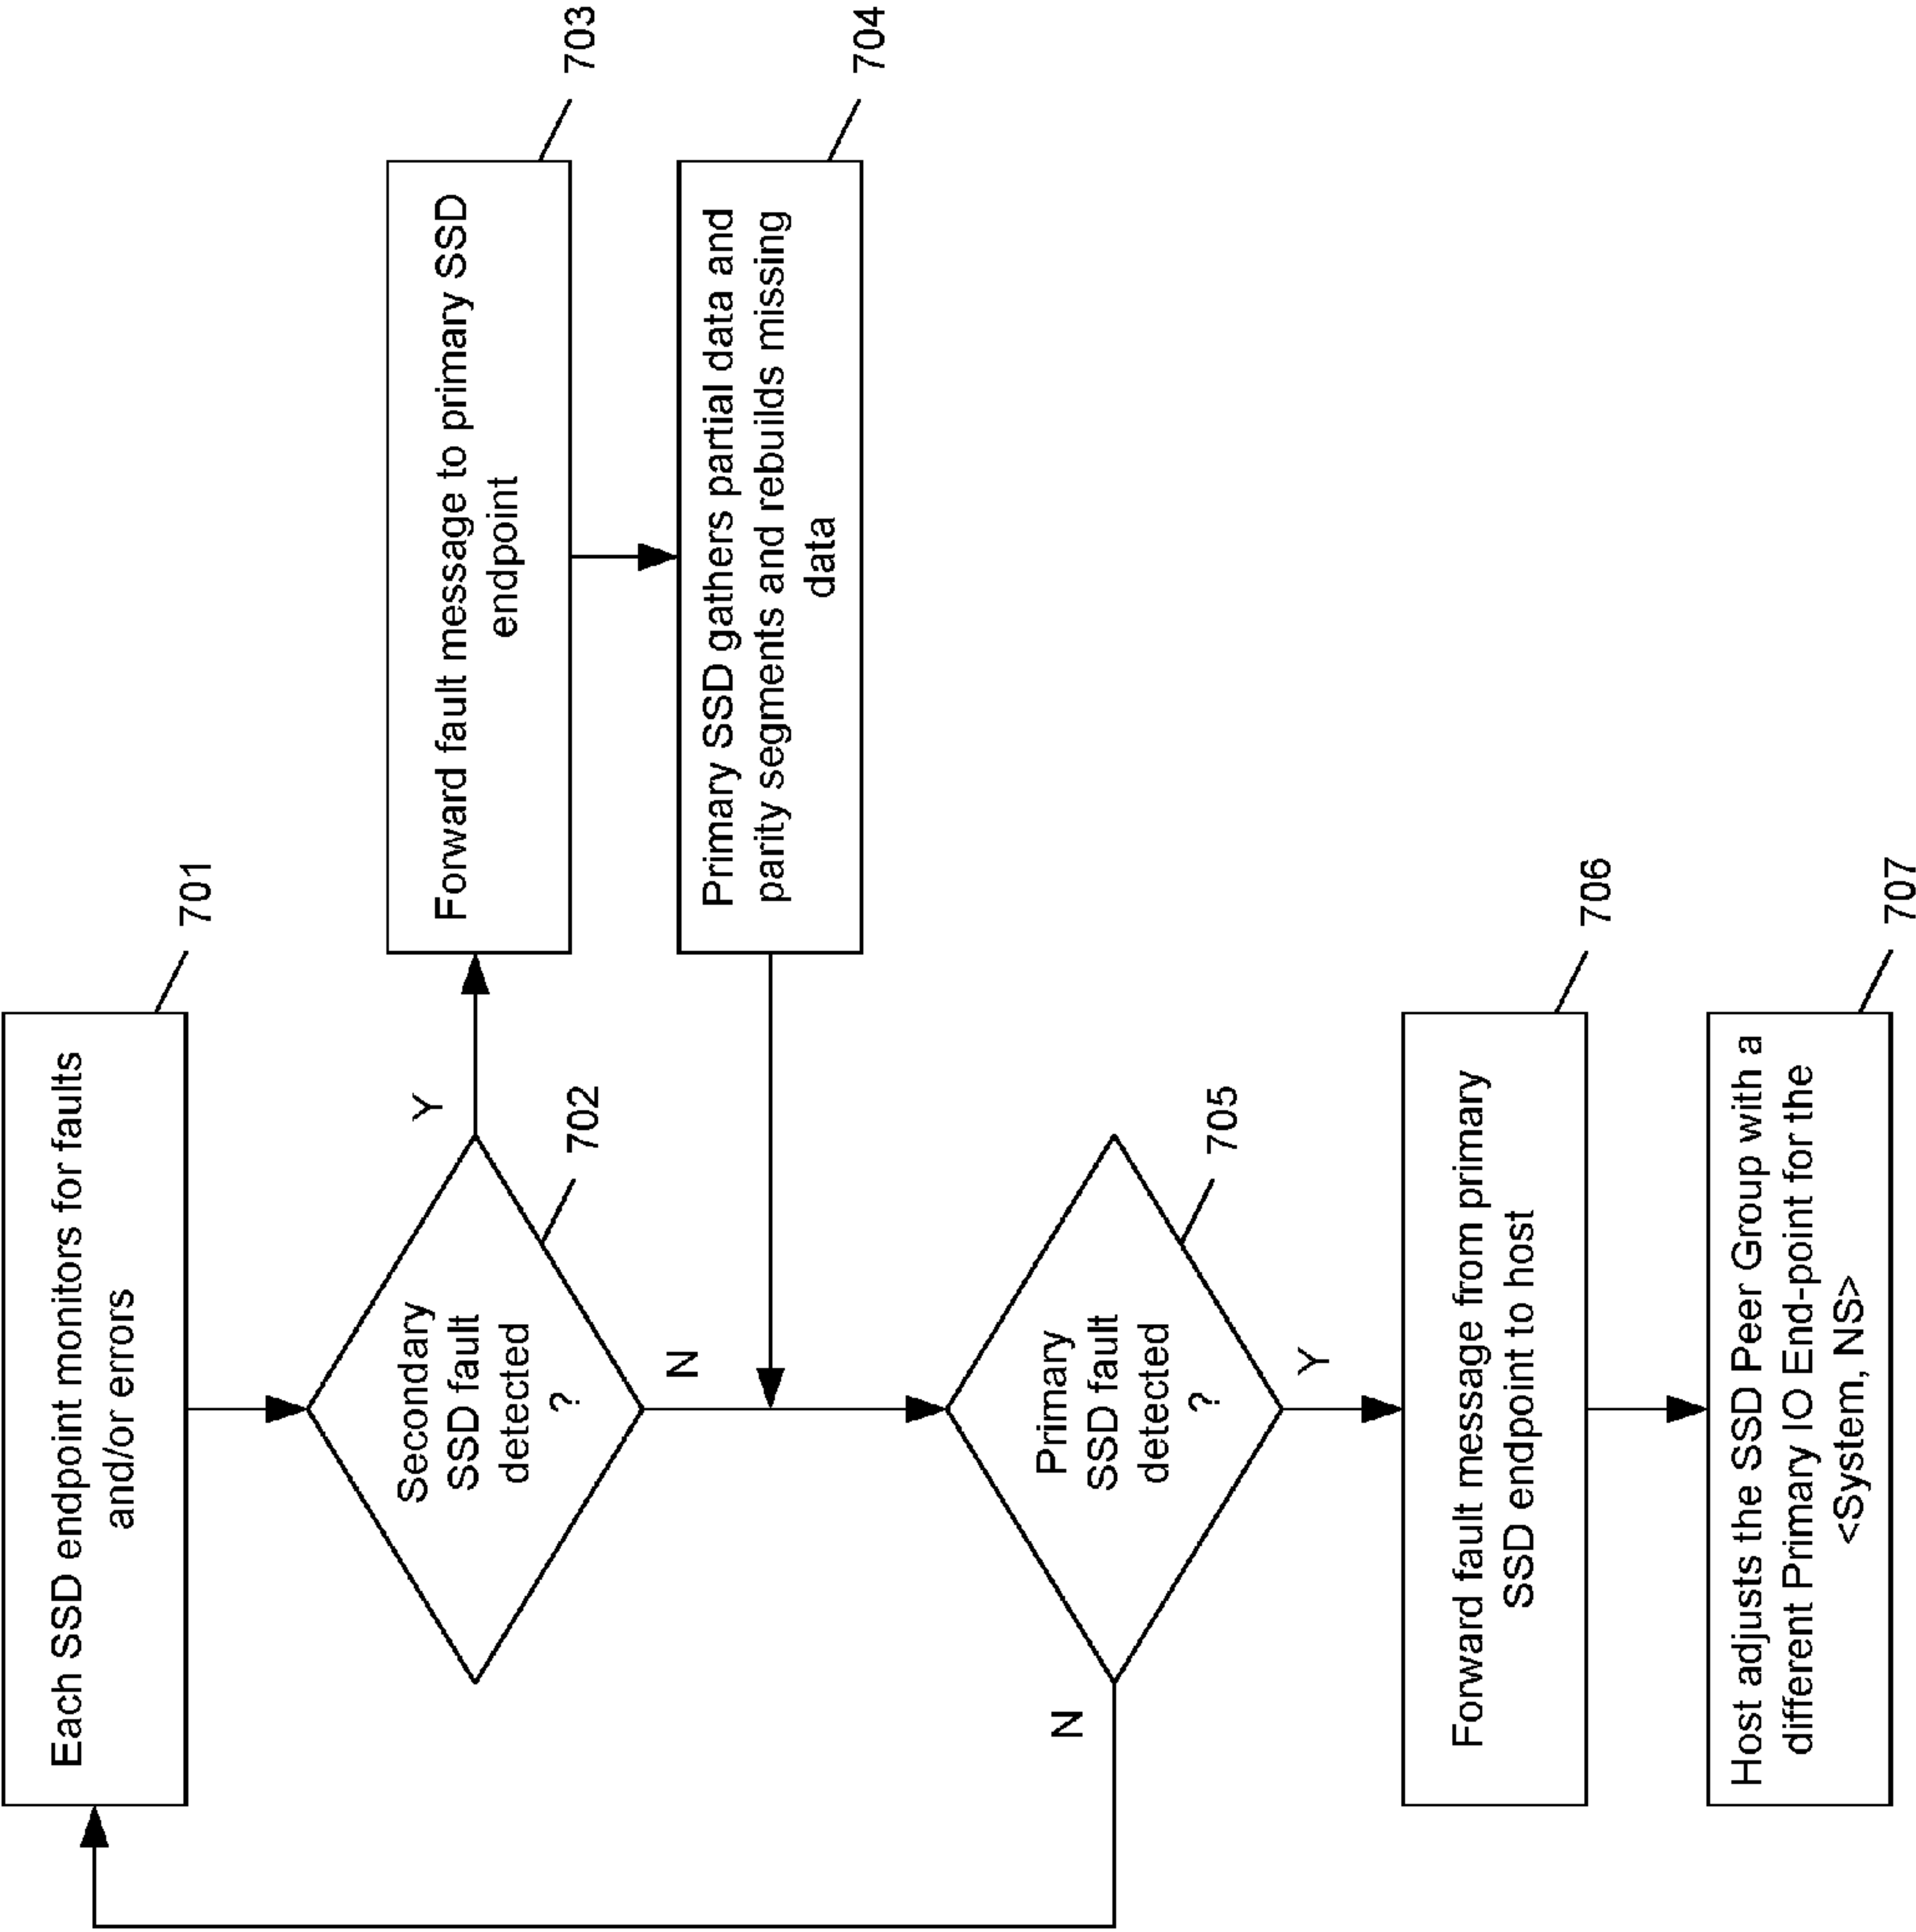 Each SSD endpoint monitors for faults
and/or errors
701
Secondary
SSD fault
detected
?
702
Y
N
Forward fault message to primary SSD
endpoint
703
Primary SSD gathers partial data and
parity segments and rebuilds missing
data
704
Primary
SSD fault
detected
?
705
N
Y
Forward fault message from primary
SSD endpoint to host
706
Host adjusts the SSD Peer Group with a
different Primary IO End-point for the
<System, NS>
707